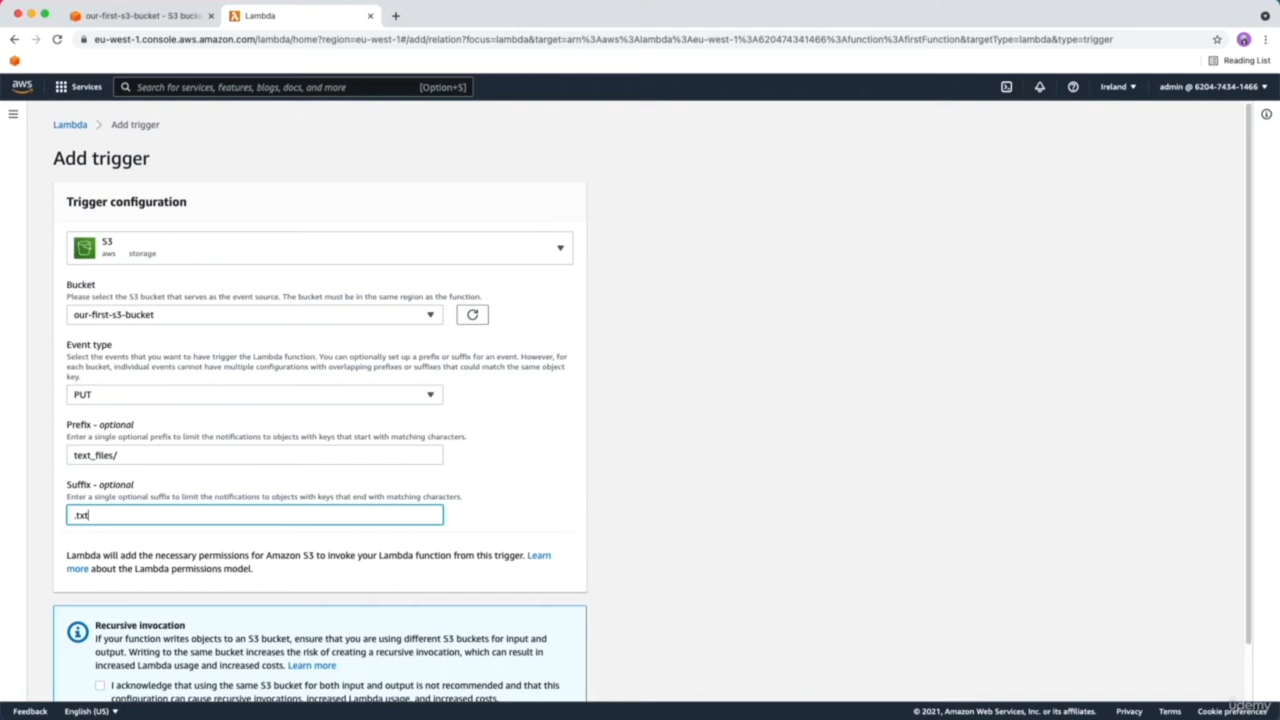 our-first-s3-bucket - S3 bucke
Lambda
eu-west-1.console.aws.amazon.com/lambda/home?region=eu-west-1#/add/relation?focus=lambda&target=arn%3Aaws%3Alambda%3Aeu-west-1%3A620474341466%3Afunction%3AfirstFunction&targetType=lambda&type=trigger
Reading List
aws
Services
Search for services, features, blogs, docs, and more
[Option+S]
Ireland
admin @ 6204-7434-1466
Lambda
Add trigger
Add trigger
Trigger configuration
S3
aws storage
Bucket
Please select the S3 bucket that serves as the event source. The bucket must be in the same region as the function.
our-first-s3-bucket
Event type
Select the events that you want to have trigger the Lambda function. You can optionally set up a prefix or suffix for an event. However, for
each bucket, individual events cannot have multiple configurations with overlapping prefixes or suffixes that could match the same object
key.
PUT
Prefix - optional
Enter a single optional prefix to limit the notifications to objects with keys that start with matching characters.
text_files/
Suffix - optional
Enter a single optional suffix to limit the notifications to objects with keys that end with matching characters.
.txt
Lambda will add the necessary permissions for Amazon S3 to invoke your Lambda function from this trigger. Learn
more about the Lambda permissions model.
Recursive invocation
If your function writes objects to an S3 bucket, ensure that you are using different S3 buckets for input and
output. Writing to the same bucket increases the risk of creating a recursive invocation, which can result in
increased Lambda usage and increased costs. Learn more
I acknowledge that using the same S3 bucket for both input and output is not recommended and that this
configuration can cause recursive invocations, increased Lambda usage, and increased costs.
Feedback
English (US)
© 2021, Amazon Web Services, Inc. or its affiliates.
Privacy
Terms
Cookie preferences
udemy